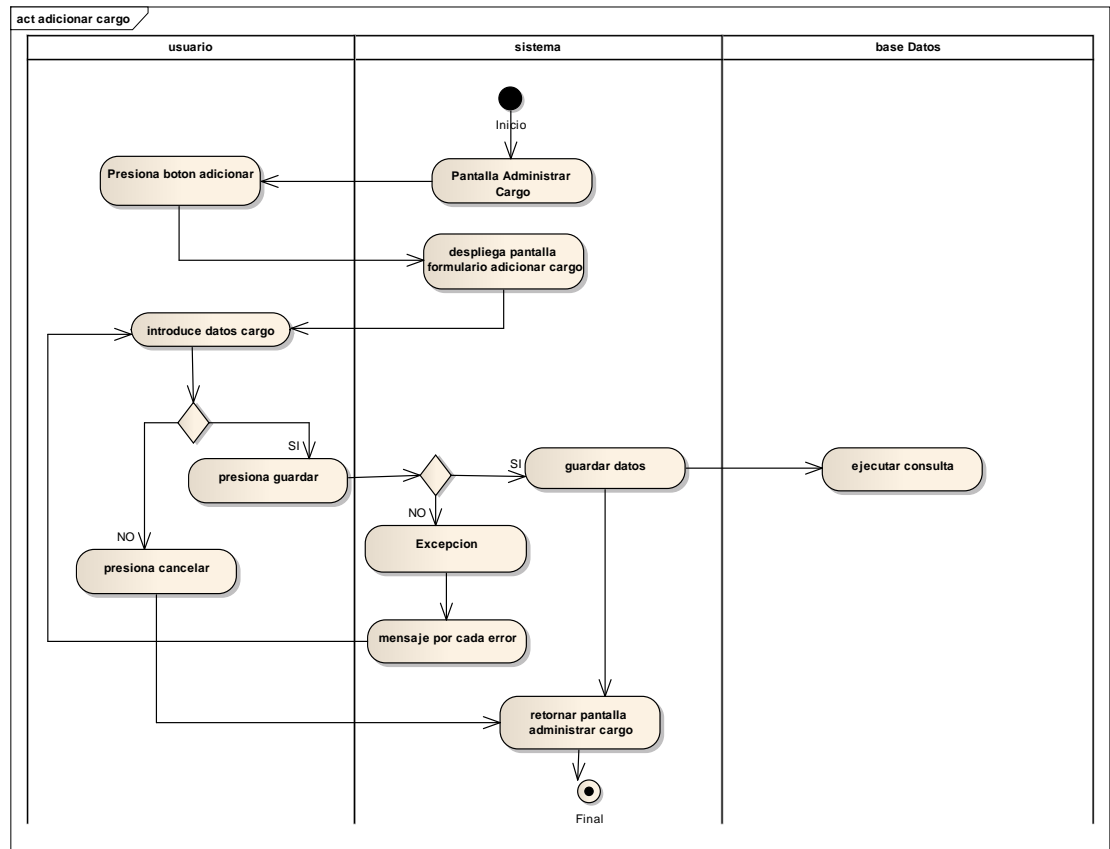 act adicionar cargo
usuario
sistema
base Datos
Inicio
Presiona boton adicionar
Pantalla Administrar
Cargo
despliega pantalla
formulario adicionar cargo
introduce datos cargo
SI
presiona guardar
SI
guardar datos
ejecutar consulta
NO
Excepcion
NO
presiona cancelar
mensaje por cada error
retornar pantalla
administrar cargo
Final